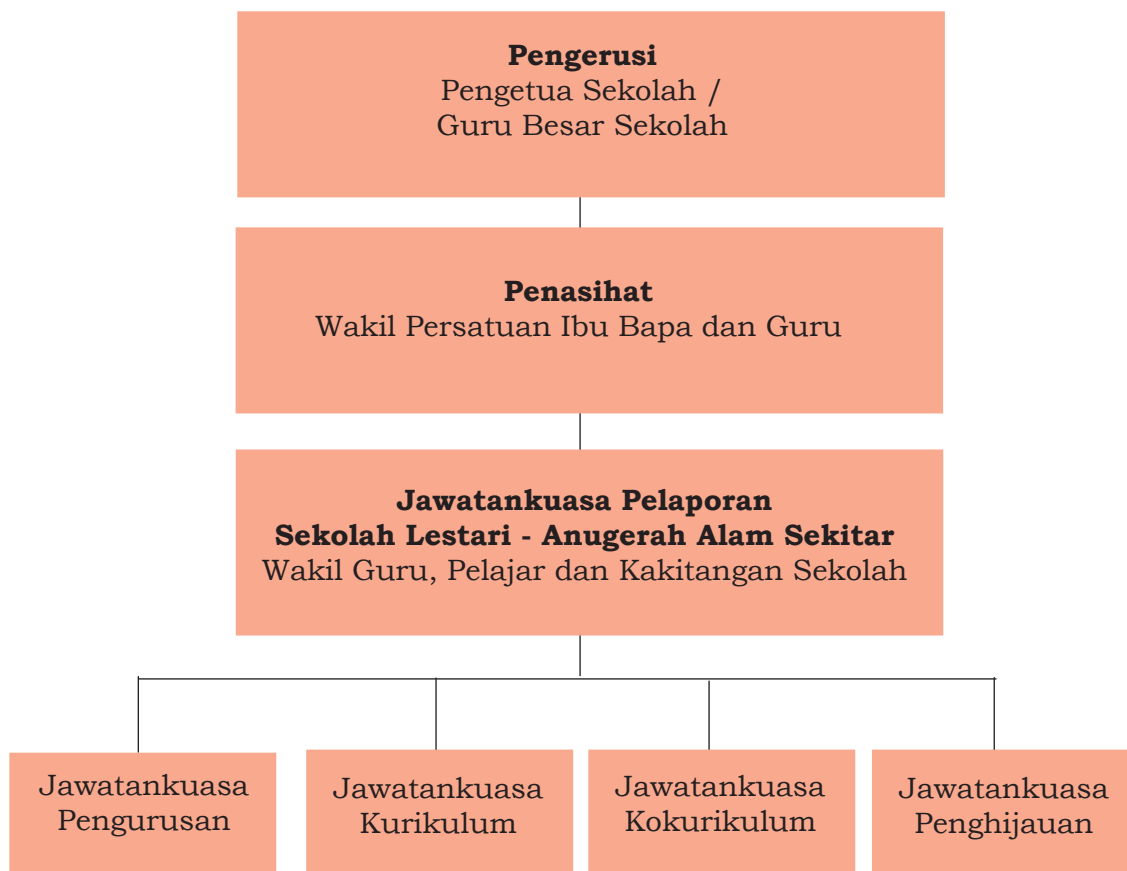 Pengerusi
Pengetua Sekolah /
Guru Besar Sekolah
Penasihat
Wakil Persatuan Ibu Bapa dan Guru
Jawatankuasa Pelaporan
Sekolah Lestari - Anugerah Alam Sekitar
Wakil Guru, Pelajar dan Kakitangan Sekolah
Jawatankuasa
Pengurusan
Jawatankuasa
Kurikulum
Jawatankuasa
Kokurikulum
Jawatankuasa
Penghijauan